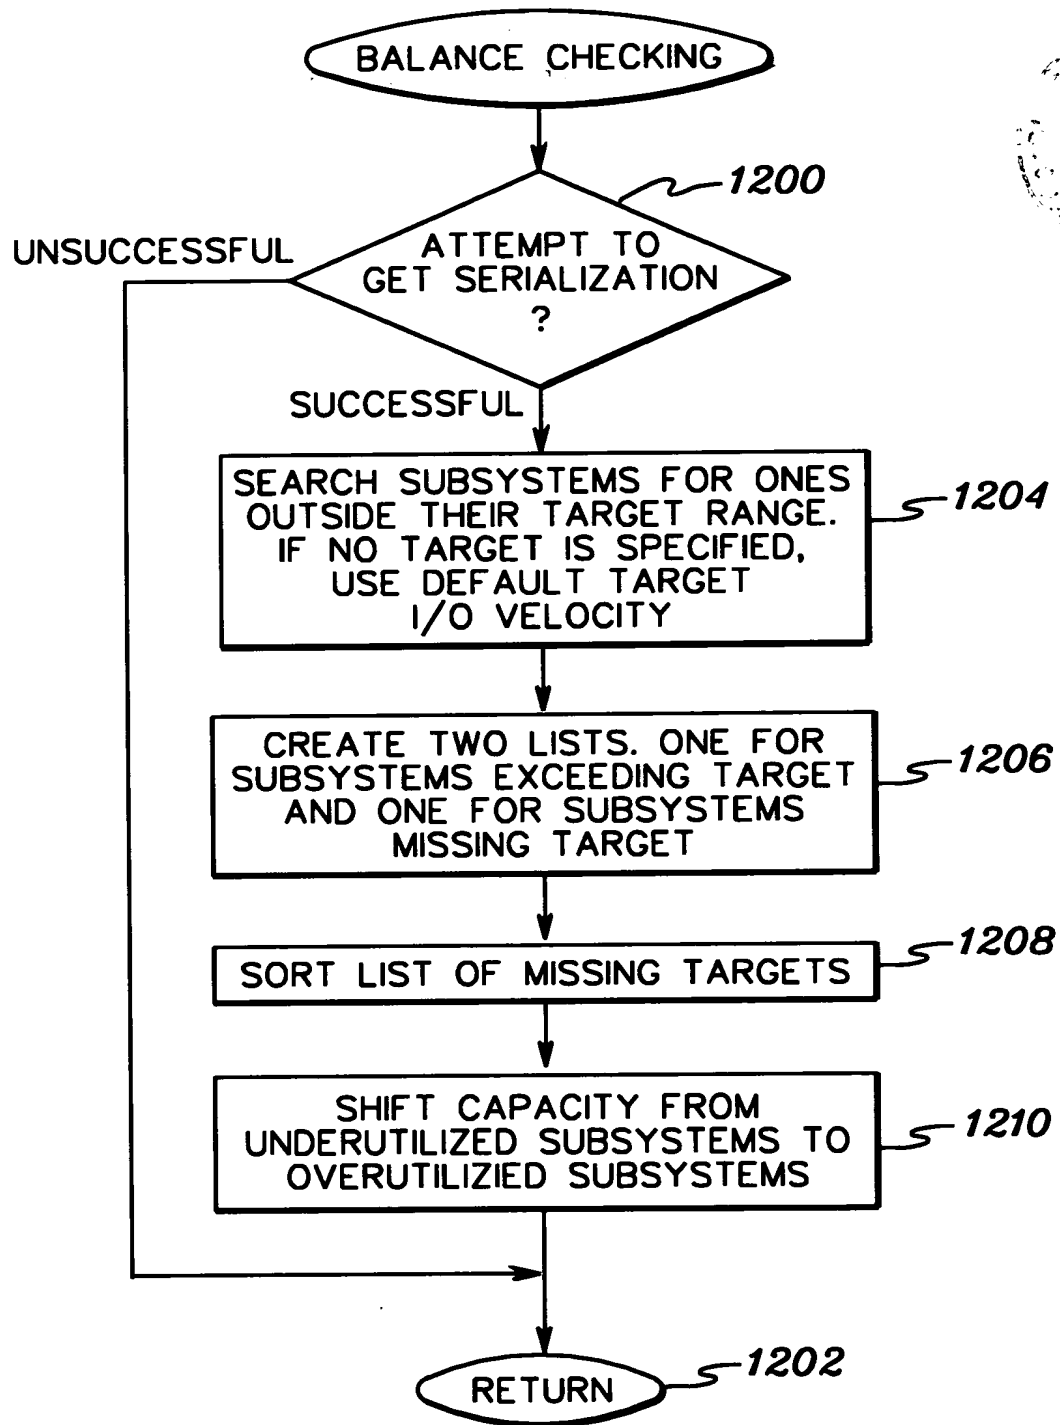 BALANCE CHECKING
1200
ATTEMPT TO
GET SERIALIZATION
?
UNSUCCESSFUL
SUCCESSFUL
SEARCH SUBSYSTEMS FOR ONES
OUTSIDE THEIR TARGET RANGE.
IF NO TARGET IS SPECIFIED,
USE DEFAULT TARGET
I/O VELOCITY
1204
CREATE TWO LISTS. ONE FOR
SUBSYSTEMS EXCEEDING TARGET
AND ONE FOR SUBSYSTEMS
MISSING TARGET
1206
SORT LIST OF MISSING TARGETS
1208
SHIFT CAPACITY FROM
UNDERUTILIZED SUBSYSTEMS TO
OVERUTILIZIED SUBSYSTEMS
1210
RETURN
1202